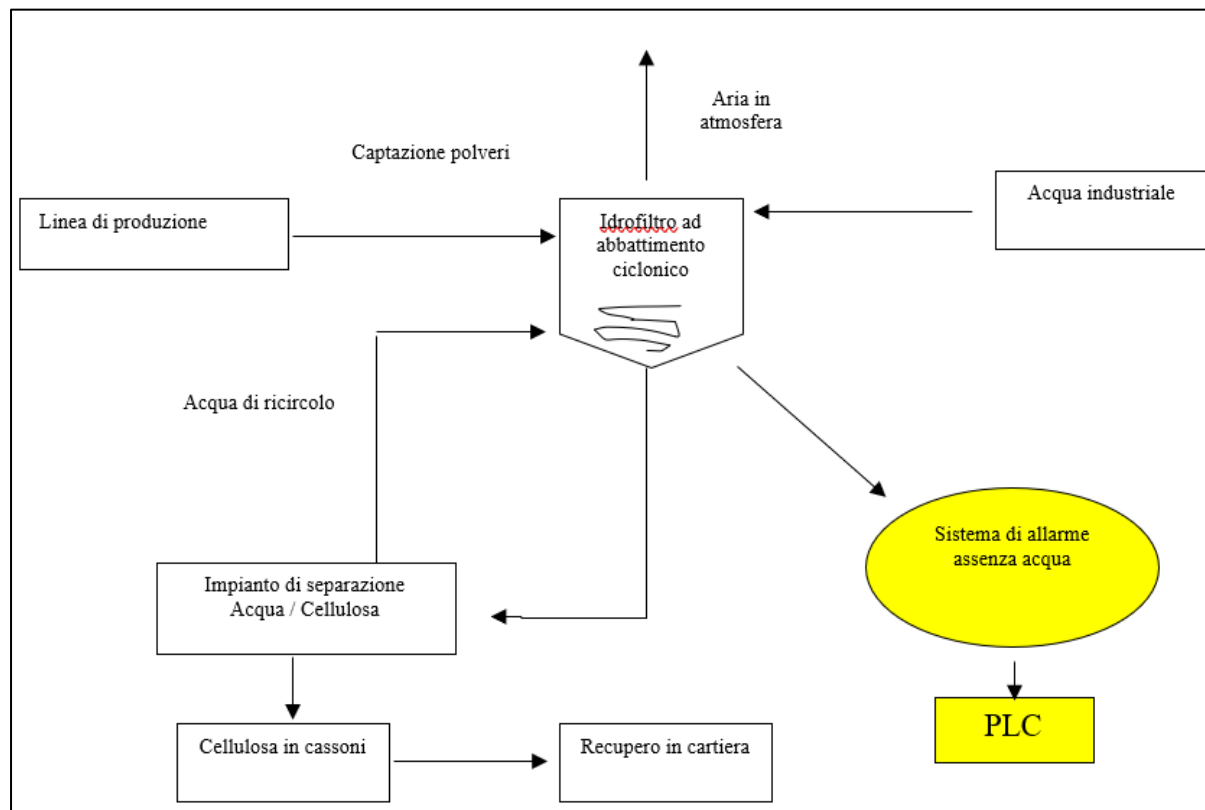 Aria in
atmosfera
Captazione polveri
Linea di produzione
Idrofiltro ad
abbattimento
ciclonico
Acqua industriale
Acqua di ricircolo
Sistema di allarme
assenza acqua
Impianto di separazione
Acqua / Cellulosa
PLC
Cellulosa in cassoni
Recupero in cartiera